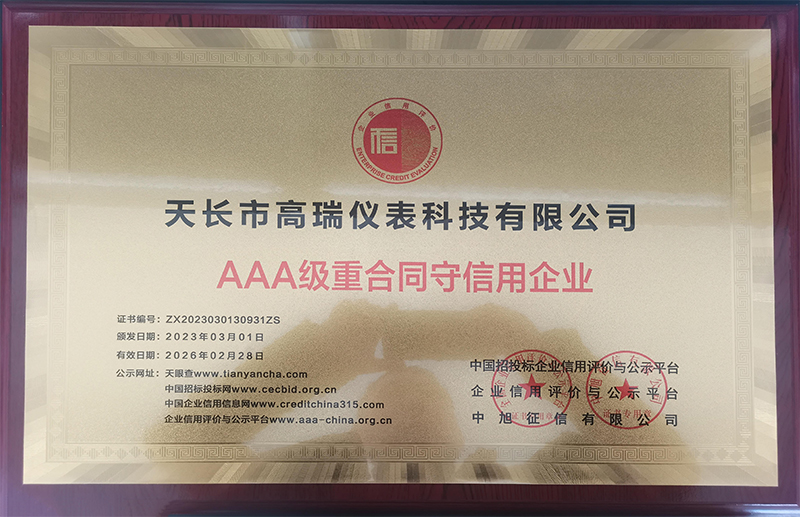 企业信用评价
信
ENTERPRISE CREDIT EVALUATION
天长市高瑞仪表科技有限公司
AAA级重合同守信用企业
证书编号：ZX2023030130931ZS
颁发日期：2023年03月01日
有效日期：2026年02月28日
公示网址：天眼查www.tianyancha.com
中国招标投标网www.cecbid.org.cn
中国企业信用信息网www.creditchina315.com
企业信用评价与公示平台www.aaa-china.org.cn
中国招投标企业信用评价与公示平台
企业信用评价与公示平台
中旭征信有限公司